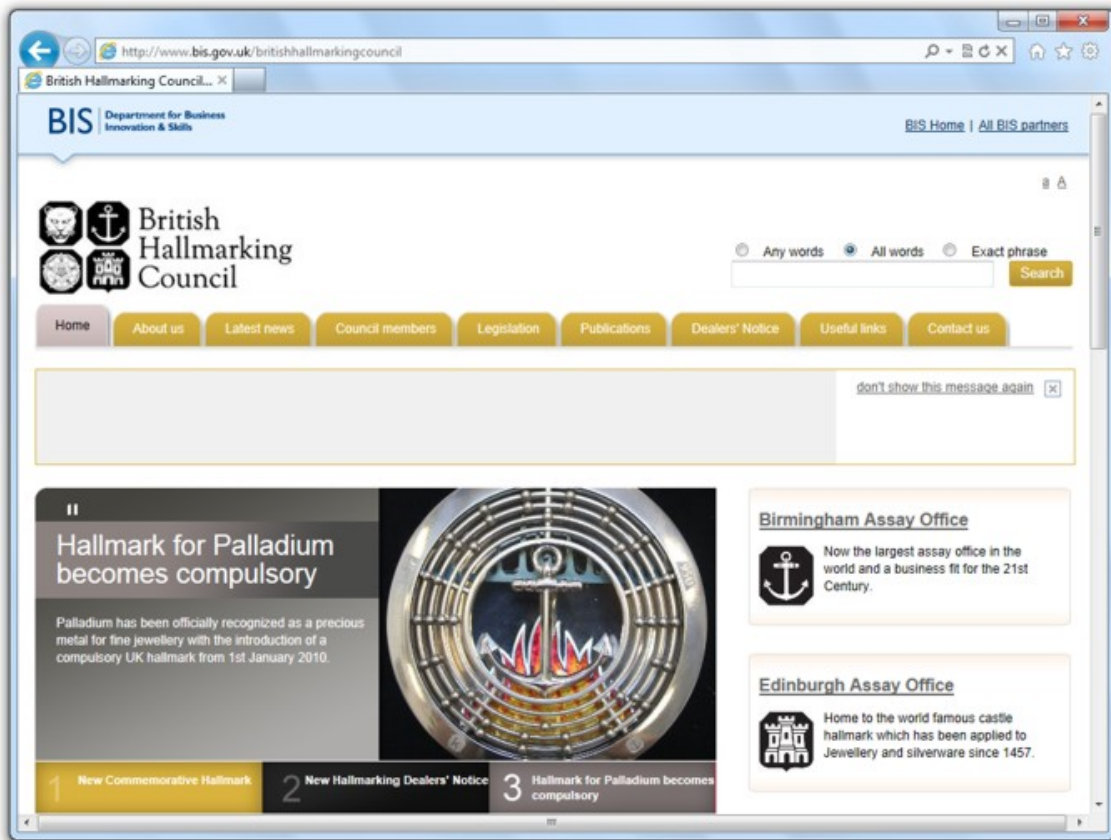 http://www.bis.gov.uk/britishhallmarkingcouncil
British Hallmarking Council...
BIS
Department for Business
Innovation & Skills
BIS Home | All BIS partners
a A
British
Hallmarking
Council
Any words All words Exact phrase
Search
Home About us Latest news Council members Legislation Publications Dealers' Notice Useful links Contact us
don't show this message again
Hallmark for Palladium
becomes compulsory
Palladium has been officially recognized as a precious
metal for fine jewellery with the introduction of a
compulsory UK hallmark from 1st January 2010.
Birmingham Assay Office
Now the largest assay office in the
world and a business fit for the 21st
Century.
Edinburgh Assay Office
Home to the world famous castle
hallmark which has been applied to
Jewellery and silverware since 1457.
1 New Commemorative Hallmark
2 New Hallmarking Dealers' Notice
3 Hallmark for Palladium becomes
compulsory